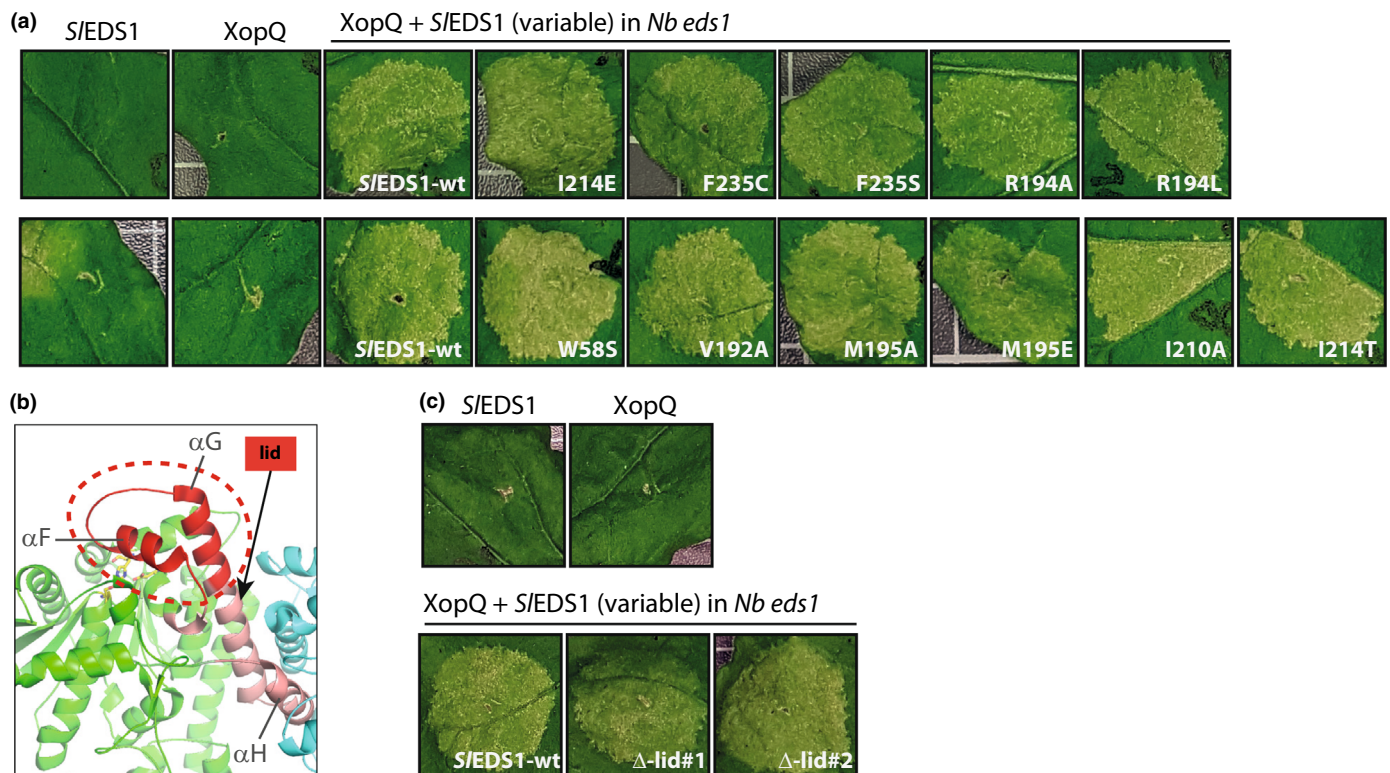 (a)
SlEDS1 XopQ XopQ + SlEDS1 (variable) in Nb eds1
SlEDS1-wt I214E F235C F235S R194A R194L
SlEDS1-wt W58S V192A M195A M195E I210A I214T
(b)
αG
lid
αF
αH
(c)
SlEDS1 XopQ
XopQ + SlEDS1 (variable) in Nb eds1
SlEDS1-wt Δ-lid#1 Δ-lid#2